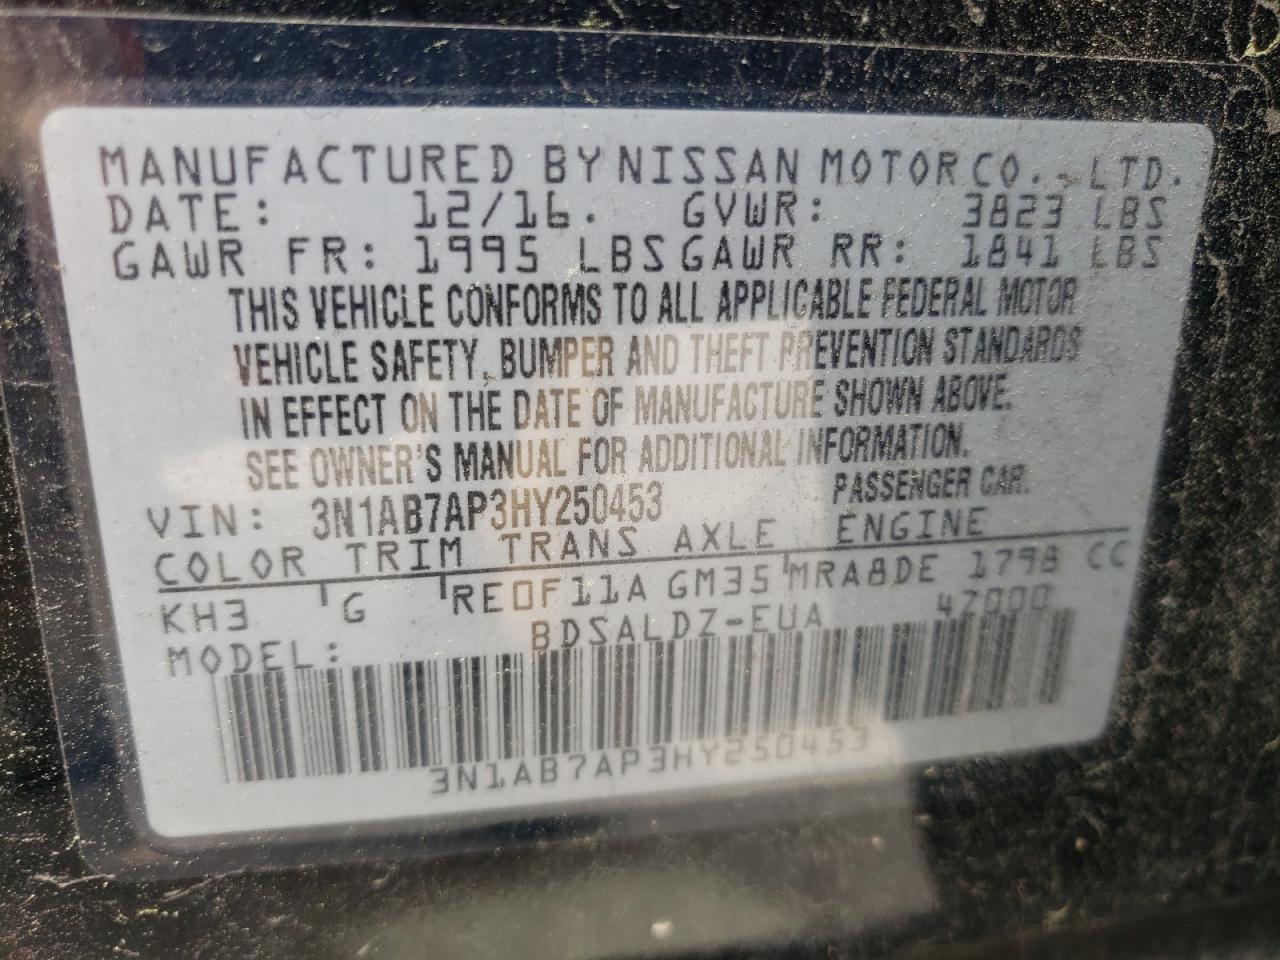 MANUFACTURED BY NISSAN MOTOR CO., LTD.
DATE: 12/16. GVWR: 3823 LBS
GAWR FR: 1995 LBS GAWR RR: 1841 LBS
THIS VEHICLE CONFORMS TO ALL APPLICABLE FEDERAL MOTOR
VEHICLE SAFETY, BUMPER AND THEFT PREVENTION STANDARDS
IN EFFECT ON THE DATE OF MANUFACTURE SHOWN ABOVE.
SEE OWNER'S MANUAL FOR ADDITIONAL INFORMATION.
VIN: 3N1AB7AP3HY250453 PASSENGER CAR.
COLOR TRIM TRANS AXLE ENGINE
KH3 G RE0F11A GM35 MRA8DE 1798 CC
MODEL: BDSALDZ-EUA 47000
3N1AB7AP3HY250453